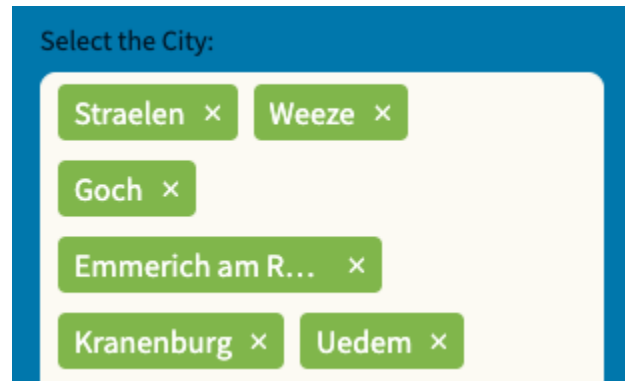 Select the City:
Straelen × Weeze ×
Goch ×
Emmerich am R... ×
Kranenburg × Uedem ×